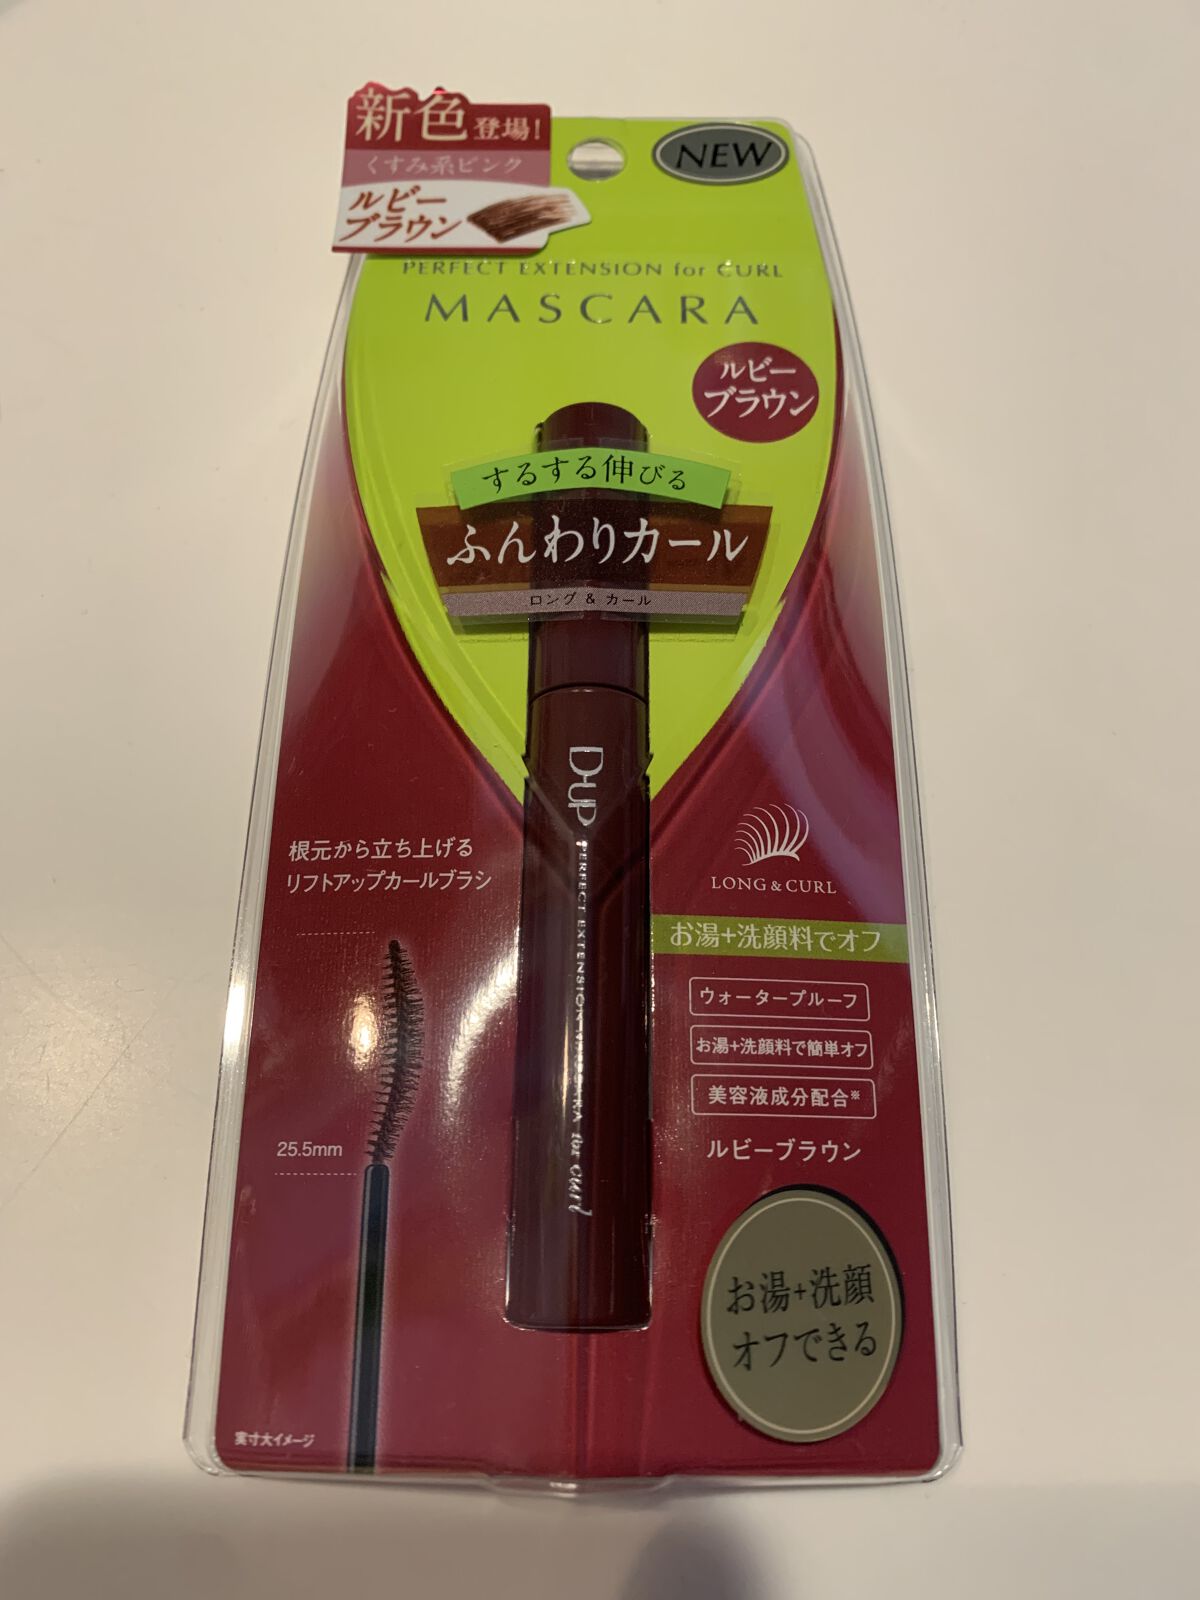 新色登場!
くすみ系ピンク
ルビー
ブラウン
NEW
PERFECT EXTENSION for CURL
MASCARA
ルビー
ブラウン
するする伸びる
ふんわりカール
ロング & カール
D-UP
PERFECT EXTENSION MASCARA for curl
根元から立ち上げる
リフトアップカールブラシ
25.5mm
実寸大イメージ
LONG & CURL
お湯+洗顔料でオフ
ウォータープルーフ
お湯+洗顔料で簡単オフ
美容液成分配合※
ルビーブラウン
お湯+洗顔
オフできる